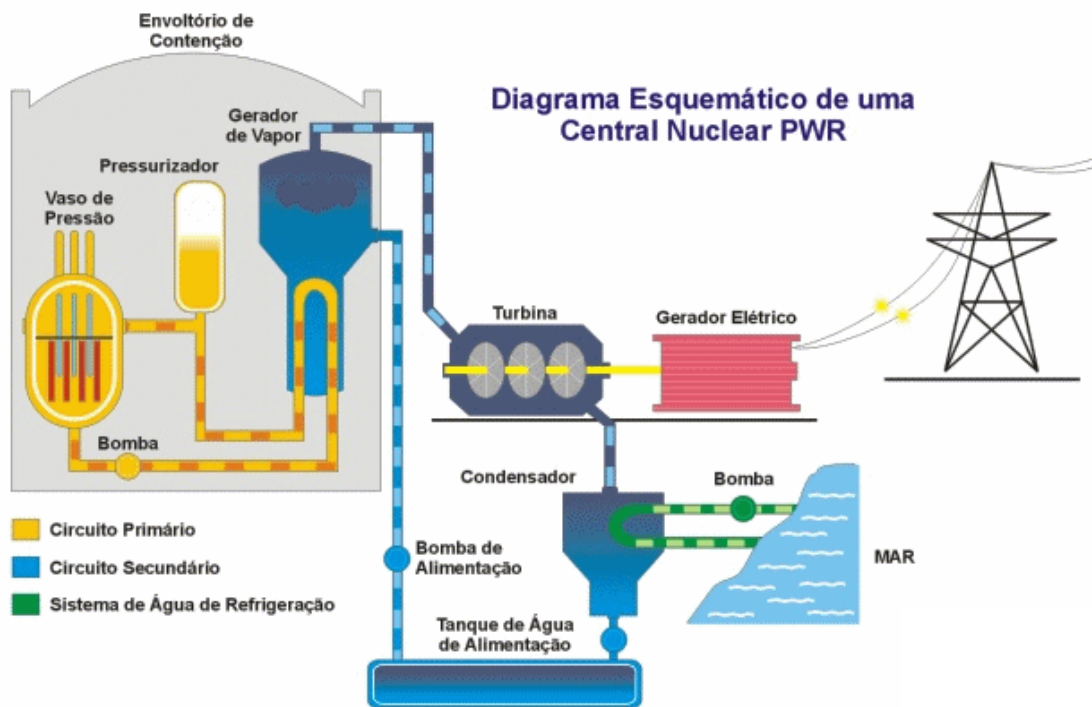 Envoltório de
Contenção
Diagrama Esquemático de uma
Central Nuclear PWR
Gerador
de Vapor
Pressurizador
Vaso de
Pressão
Turbina
Gerador Elétrico
Bomba
Condensador
Bomba
Circuito Primário
Circuito Secundário
Sistema de Água de Refrigeração
Bomba de
Alimentação
MAR
Tanque de Água
de Alimentação